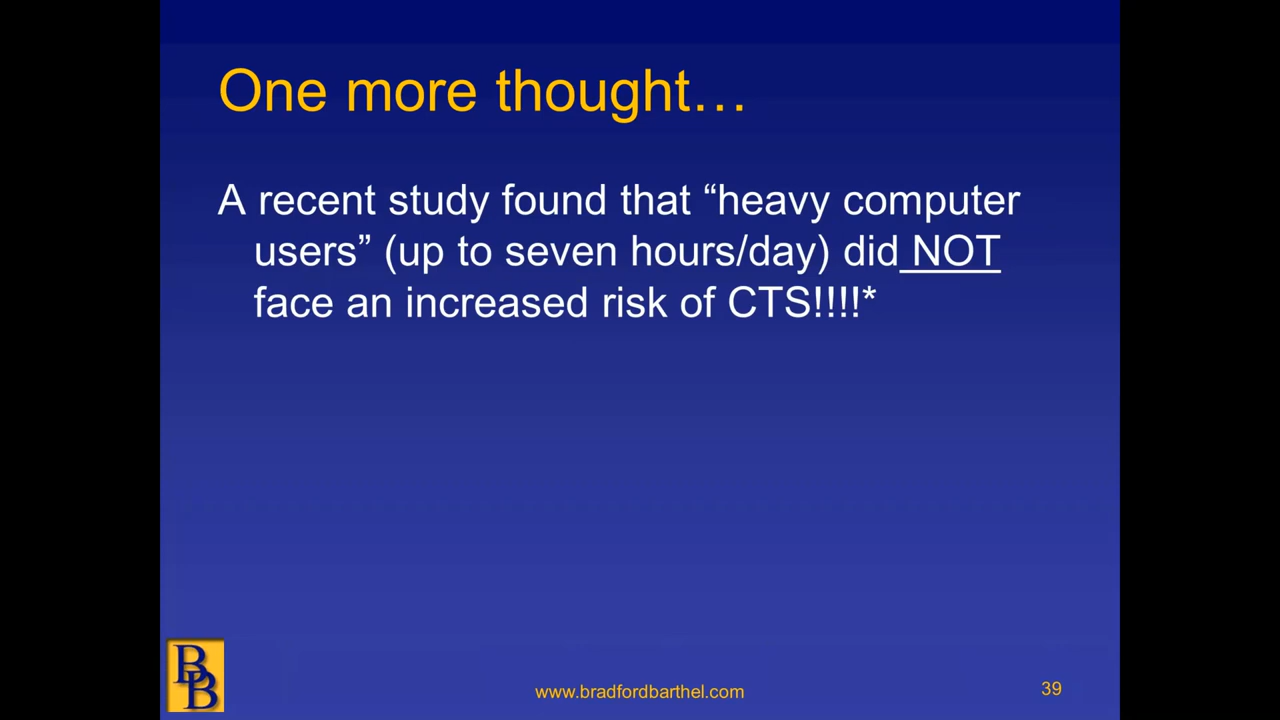 One more thought…
A recent study found that “heavy computer
users” (up to seven hours/day) did NOT
face an increased risk of CTS!!!!*
BB
www.bradfordbarthel.com
39